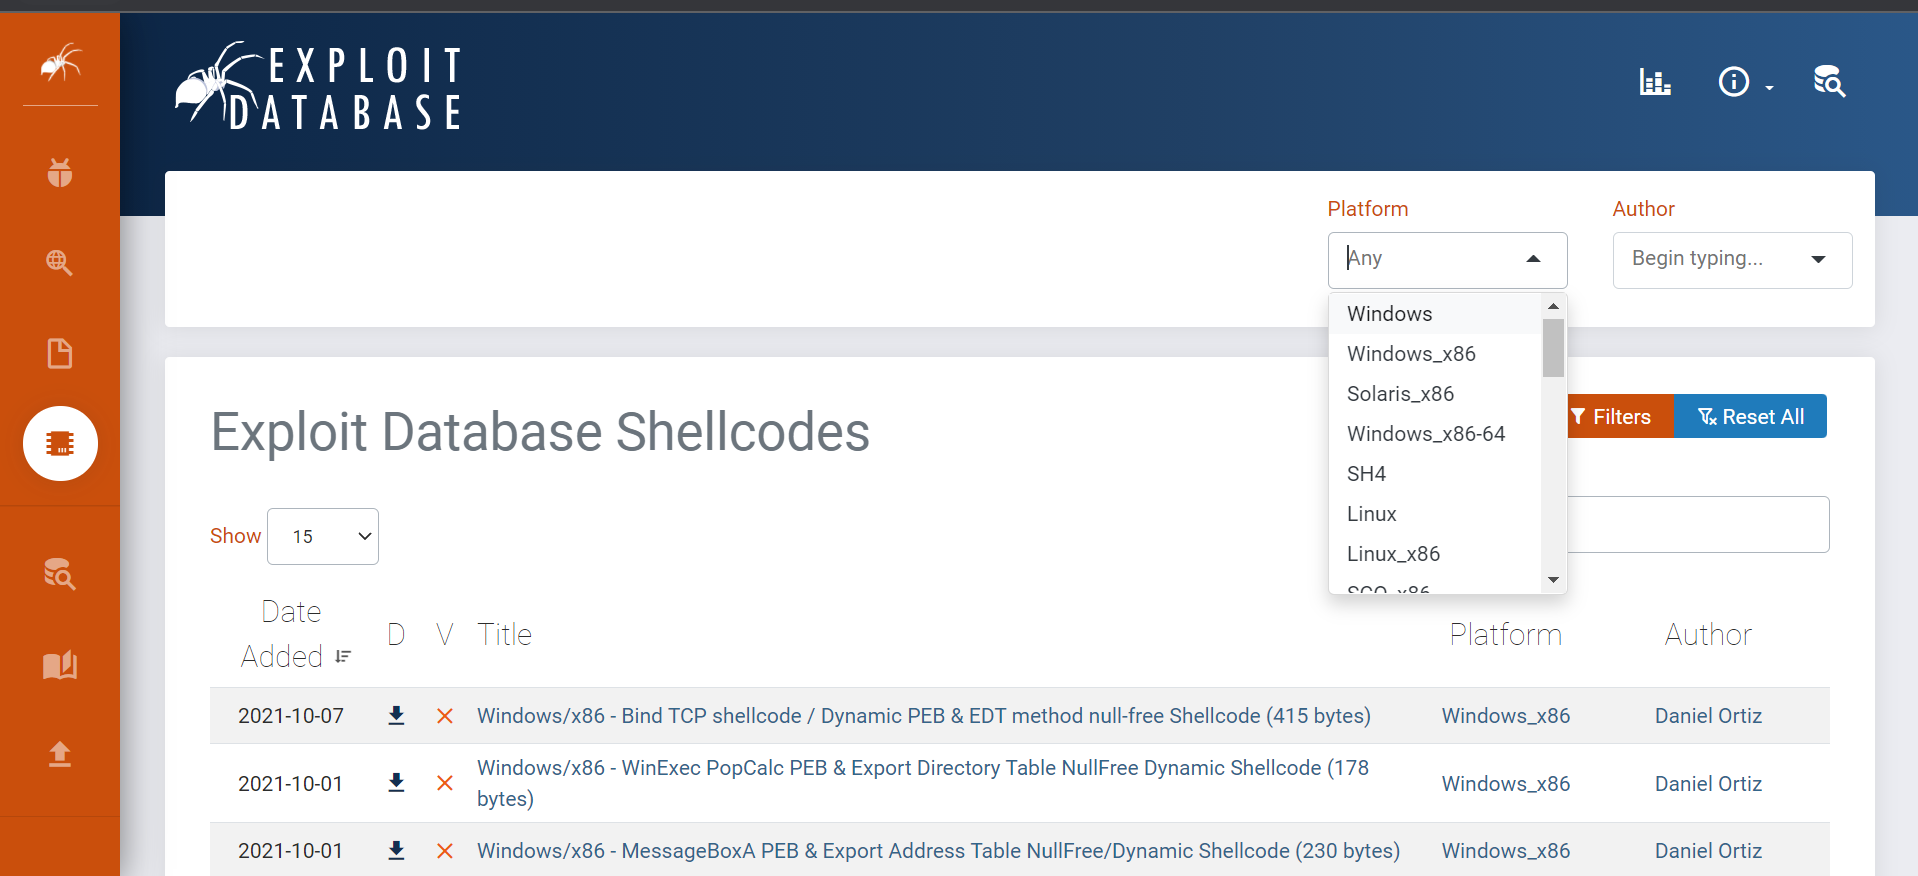 EXPLOIT
DATABASE
Platform
Author
Any
Begin typing...
Windows
Windows_x86
Solaris_x86
Windows_x86-64
SH4
Linux
Linux_x86
SCO_x86
Filters
Reset All
Exploit Database Shellcodes
Show 15
Date
Added
D V Title Platform Author
2021-10-07 Windows/x86 - Bind TCP shellcode / Dynamic PEB & EDT method null-free Shellcode (415 bytes) Windows_x86 Daniel Ortiz
2021-10-01 Windows/x86 - WinExec PopCalc PEB & Export Directory Table NullFree Dynamic Shellcode (178 Windows_x86 Daniel Ortiz
bytes)
2021-10-01 Windows/x86 - MessageBoxA PEB & Export Address Table NullFree/Dynamic Shellcode (230 bytes) Windows_x86 Daniel Ortiz